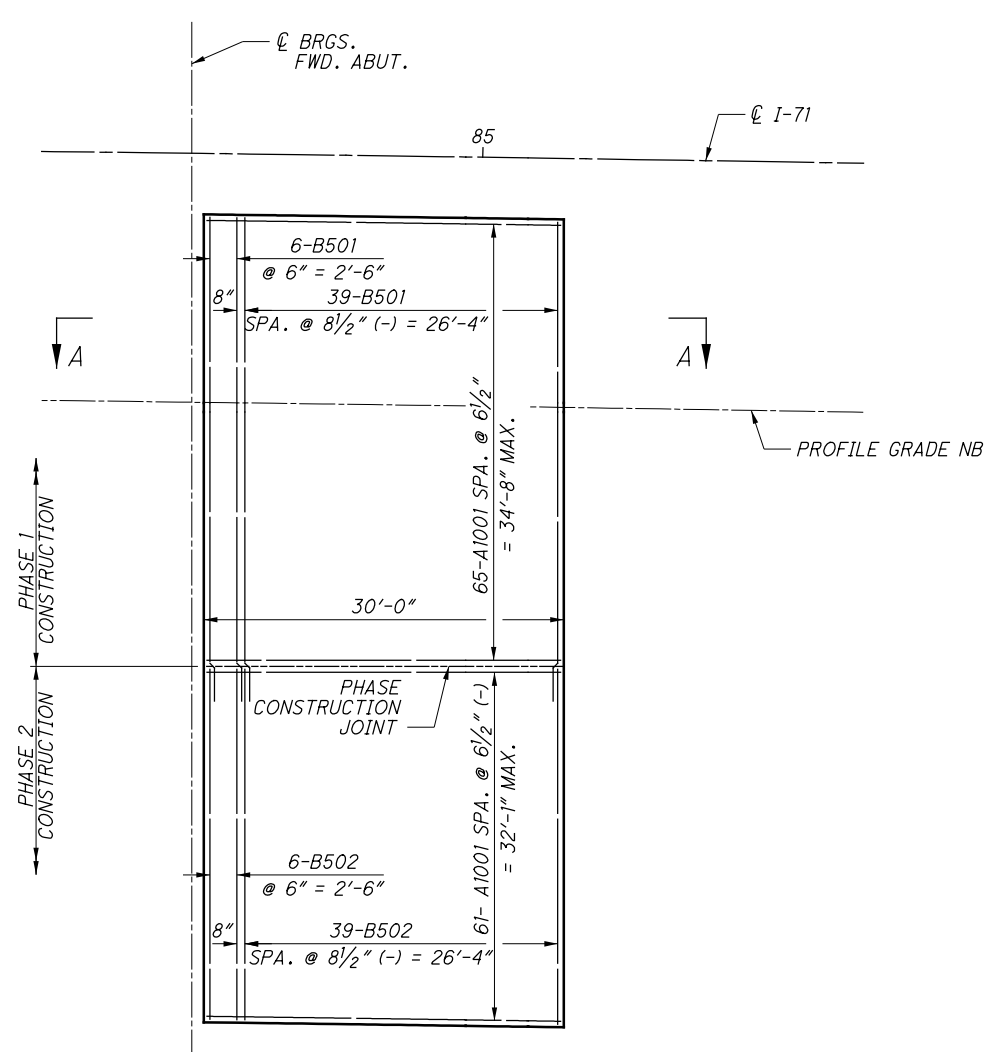 ℄ BRGS.
FWD. ABUT.
℄ I-71
85
6-B501
@ 6" = 2'-6"
8"
39-B501
SPA. @ 8½" (-) = 26'-4"
A
A
65-A1001 SPA. @ 6½"
= 34'-8" MAX.
PROFILE GRADE NB
PHASE 1
CONSTRUCTION
30'-0"
PHASE
CONSTRUCTION
JOINT
PHASE 2
CONSTRUCTION
61- A1001 SPA. @ 6½" (-)
= 32'-1" MAX.
6-B502
@ 6" = 2'-6"
8"
39-B502
SPA. @ 8½" (-) = 26'-4"